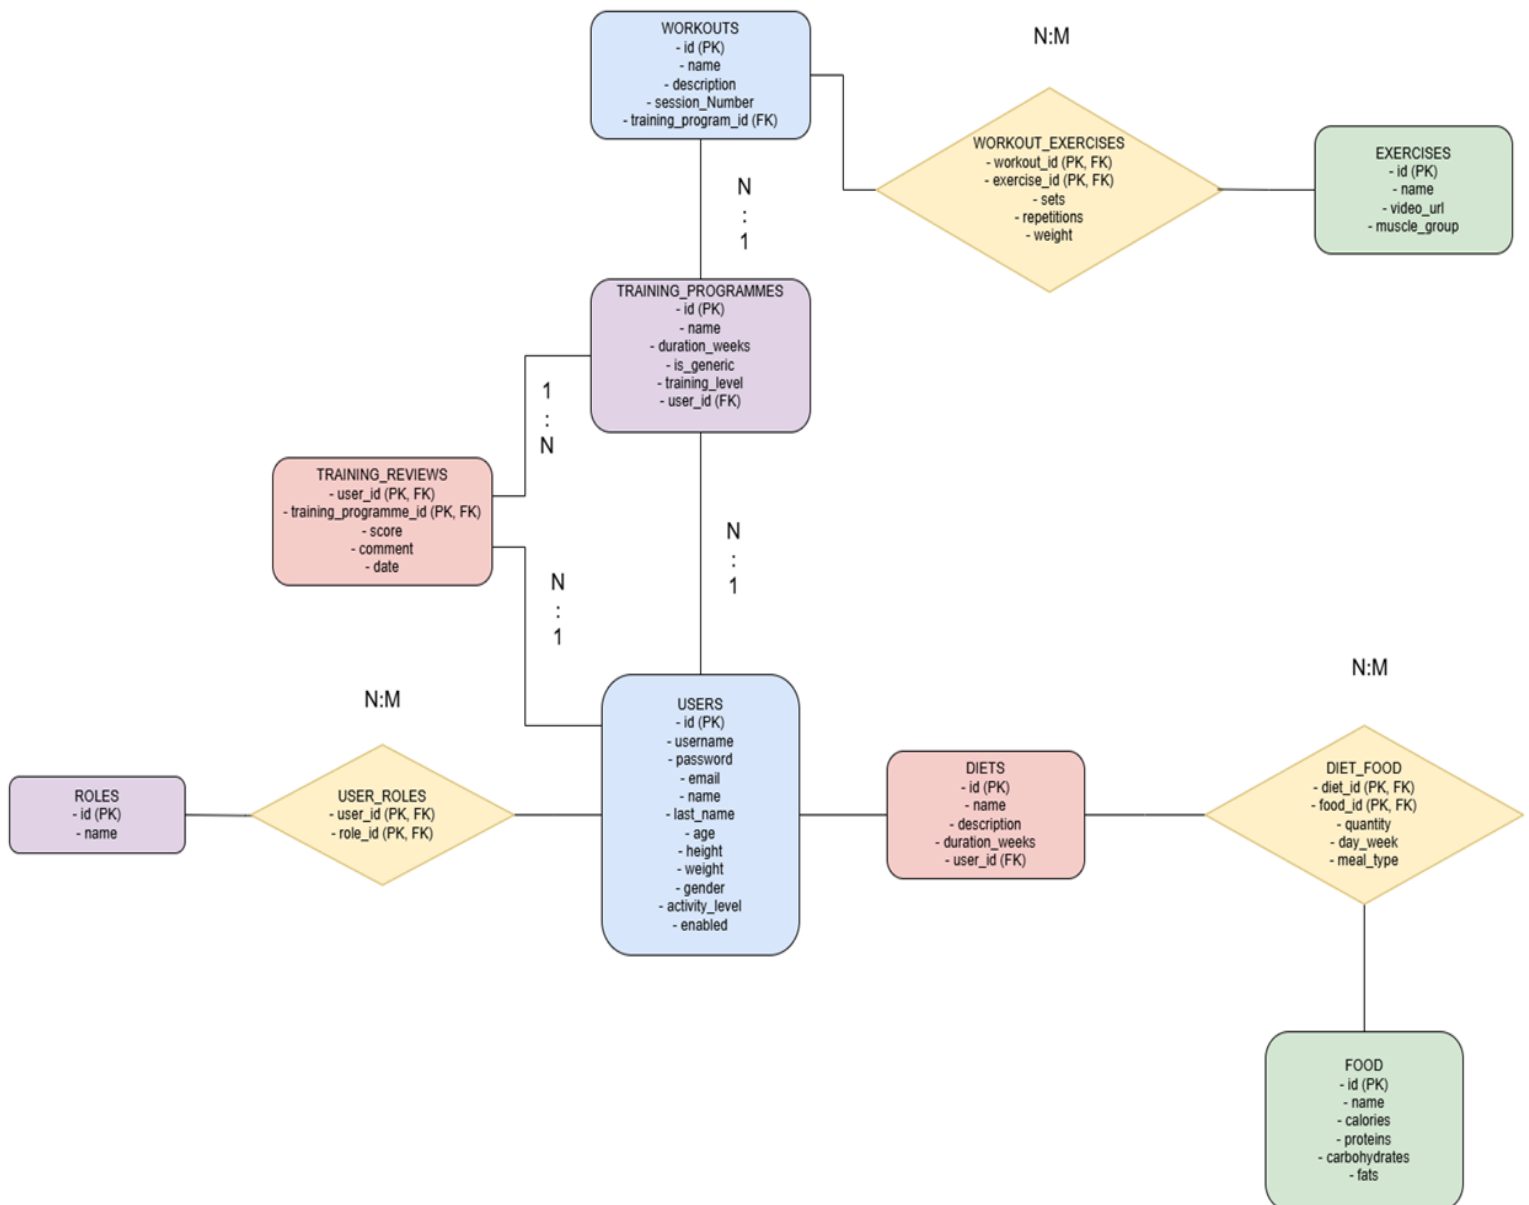 WORKOUTS
- id (PK)
- name
- description
- session_Number
- training_program_id (FK)
N:M
WORKOUT_EXERCISES
- workout_id (PK, FK)
- exercise_id (PK, FK)
- sets
- repetitions
- weight
EXERCISES
- id (PK)
- name
- video_url
- muscle_group
N
:
1
TRAINING_PROGRAMMES
- id (PK)
- name
- duration_weeks
- is_generic
- training_level
- user_id (FK)
1
:
N
TRAINING_REVIEWS
- user_id (PK, FK)
- training_programme_id (PK, FK)
- score
- comment
- date
N
:
1
N
:
1
N:M
ROLES
- id (PK)
- name
USER_ROLES
- user_id (PK, FK)
- role_id (PK, FK)
USERS
- id (PK)
- username
- password
- email
- name
- last_name
- age
- height
- weight
- gender
- activity_level
- enabled
DIETS
- id (PK)
- name
- description
- duration_weeks
- user_id (FK)
N:M
DIET_FOOD
- diet_id (PK, FK)
- food_id (PK, FK)
- quantity
- day_week
- meal_type
FOOD
- id (PK)
- name
- calories
- proteins
- carbohydrates
- fats